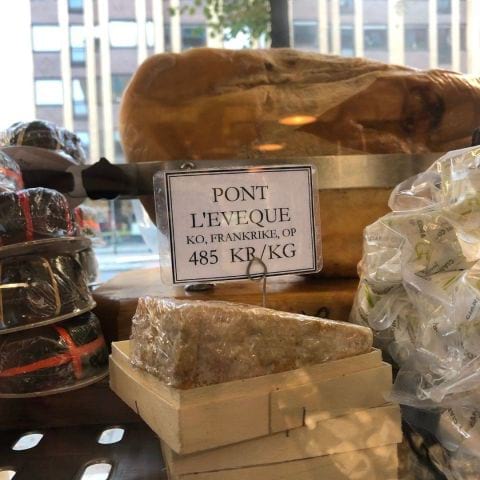 PONT
L'EVEQUE
KO, FRANKRIKE, OP
485 KR/KG